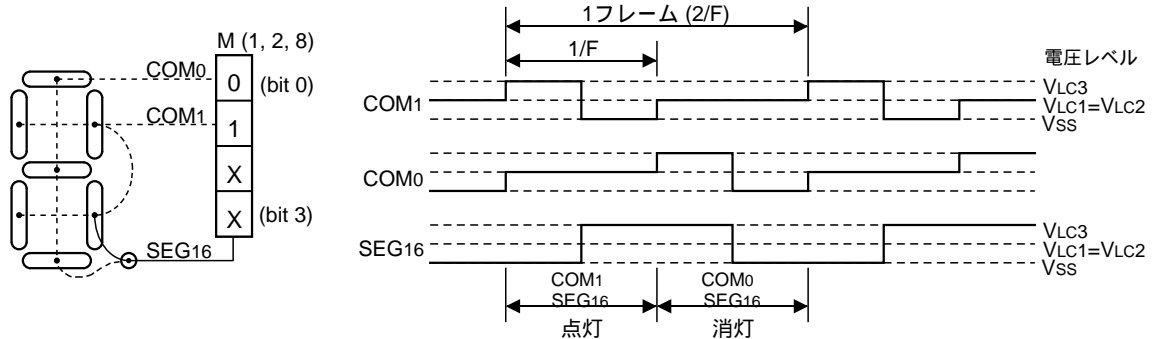 M (1, 2, 8)
COM0
0
(bit 0)
COM1
1
X
X
(bit 3)
SEG16
1フレーム (2/F)
1/F
電圧レベル
COM1
VLC3
VLC1=VLC2
VSS
COM0
SEG16
VLC3
VLC1=VLC2
VSS
COM1
SEG16
点灯
COM0
SEG16
消灯